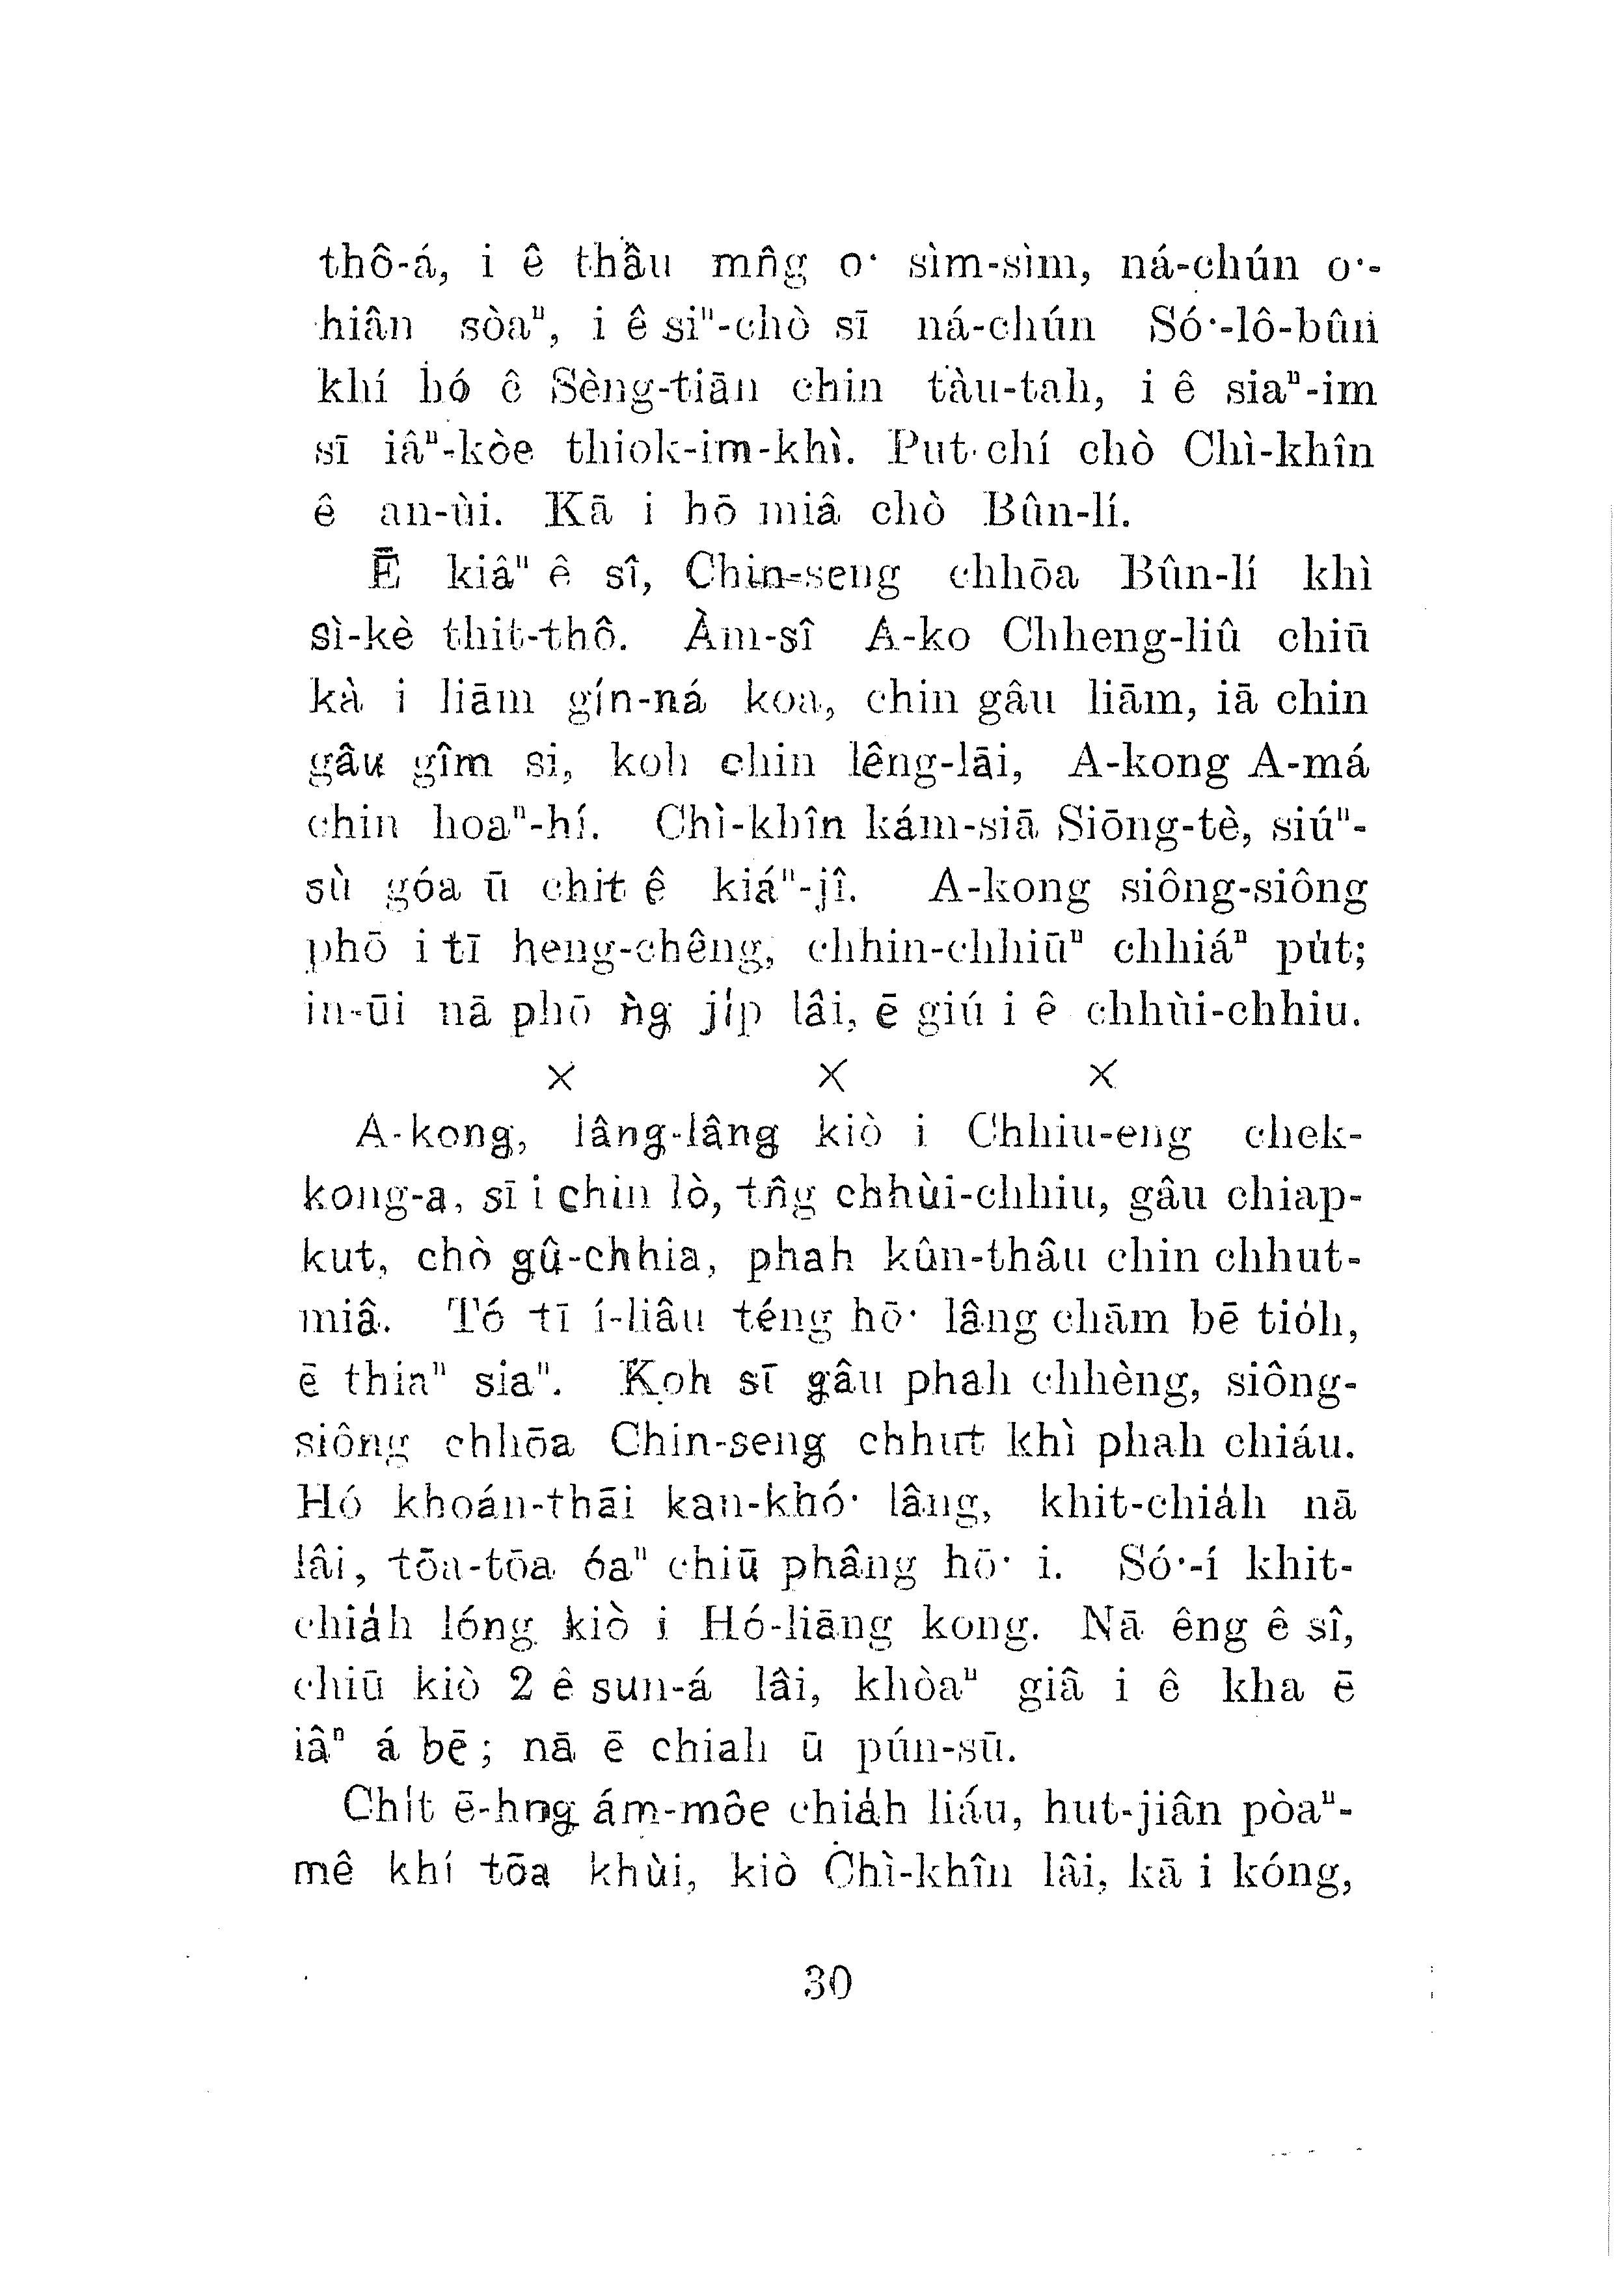 thô-á, i ê thâu mn̂g o͘ sìm-sìm, ná-chún o͘-
hiân sòaⁿ, i ê siⁿ-chò sī ná-chún Só͘-lô-bûn
khí hó ê Sèng-tiān chin tàu-tah, i ê siaⁿ-im
sī iâⁿ-kòe thiok-im-khì. Put-chí chò Chì-khîn
ê an-ùi. Kā i hō miâ chò Bûn-lí.
Ē kiâⁿ ê sî, Chin-seng chhōa Bûn-lí khì
sì-kè thit-thô. Àm-sî A-ko Chheng-liû chiū
kà i liām gín-ná koa, chin gâu liām, iā chin
gâu gîm si, koh chin lêng-lāi, A-kong A-má
chin hoaⁿ-hí. Chì-khîn kám-siā Siōng-tè, siúⁿ-
sù góa ū chit ê kiáⁿ-jî. A-kong siông-siông
phō i tī heng-chêng, chhin-chhiūⁿ chhiáⁿ pu̍t;
in-ūi nā phō ǹg ji̍p lâi, ē giú i ê chhùi-chhiu.
× × ×
A-kong, lâng-lâng kiò i Chhiu-eng chek-
kong-a, sī i chin lò, tn̂g chhùi-chhiu, gâu chiap-
kut, chò gû-chhia, phah kûn-thâu chin chhut-
miâ. Tó tī í-liâu téng hō͘ lâng chām bē tio̍h,
ē thiaⁿ siaⁿ. Koh sī gâu phah chhèng, siông-
siông chhōa Chin-seng chhut khì phah chiáu.
Hó khoán-thāi kan-khó͘ lâng, khit-chia̍h nā
lâi, tōa-tōa óaⁿ chiū phâng hō͘ i. Só͘-í khit-
chia̍h lóng kiò i Hó-liāng kong. Nā êng ê sî,
chiū kiò 2 ê sun-á lâi, khòaⁿ giâ i ê kha ē
iâⁿ á bē; nā ē chiah ū pún-sū.
Chi̍t ē-hng ám-môe chia̍h liáu, hut-jiân pòaⁿ-
mê khí tōa khùi, kiò Chì-khîn lâi, kā i kóng,
30